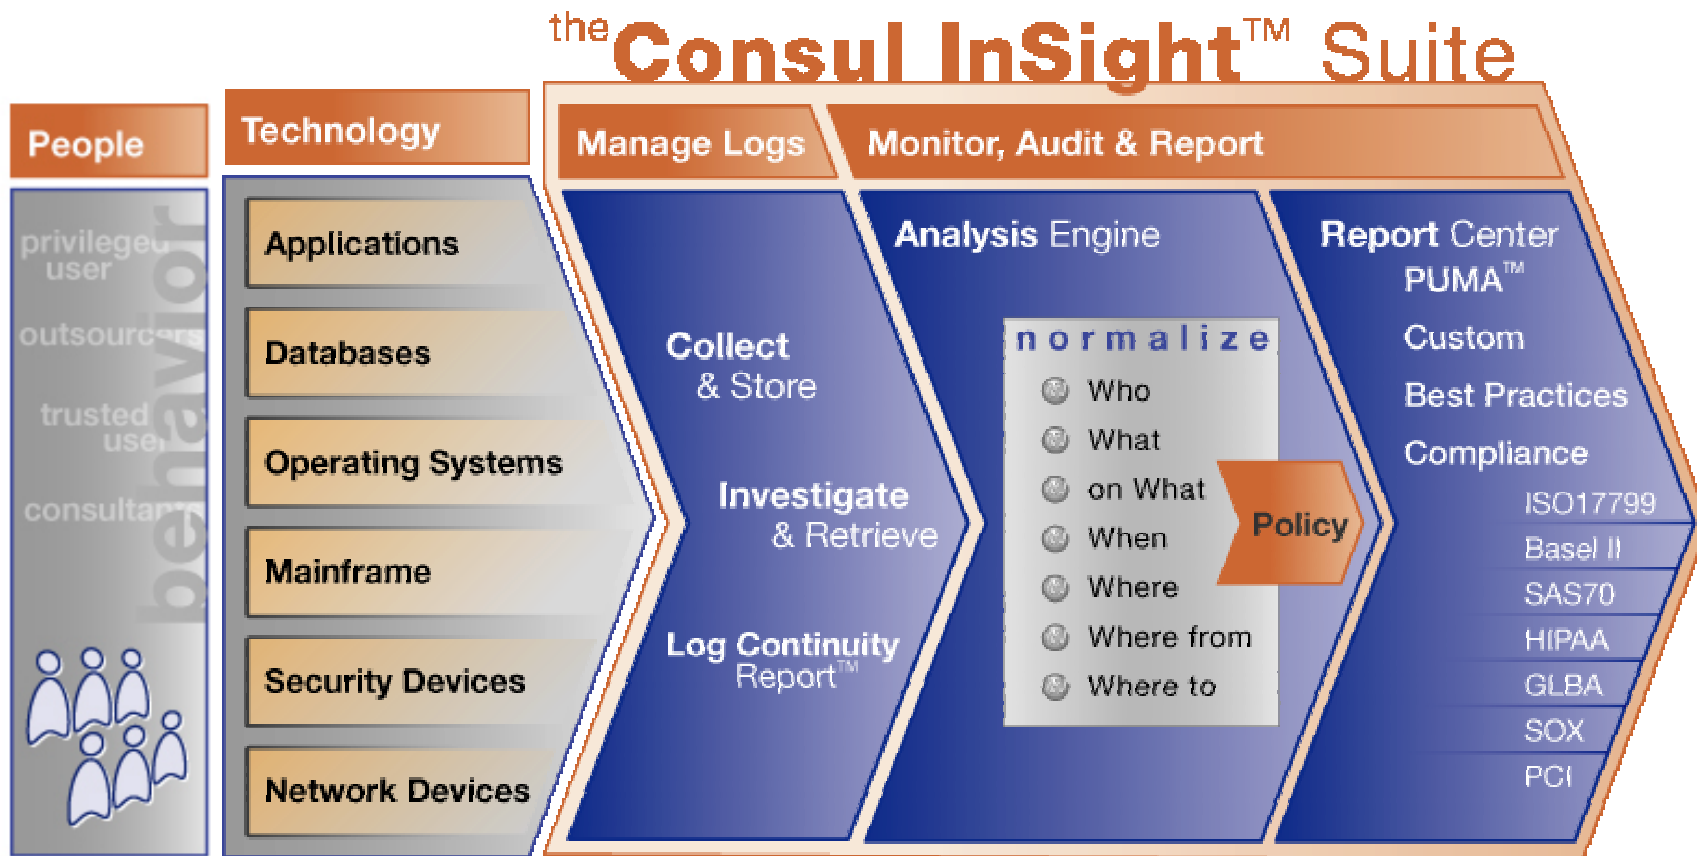 the Consul InSight™ Suite
People
Technology
Manage Logs
Monitor, Audit & Report
behavior
privileged
user
outsourcers
trusted
user
consultants
Applications
Databases
Operating Systems
Mainframe
Security Devices
Network Devices
Collect
& Store
Investigate
& Retrieve
Log Continuity
Report™
Analysis Engine
normalize
Who
What
on What
When
Where
Where from
Where to
Policy
Report Center
PUMA™
Custom
Best Practices
Compliance
ISO17799
Basel II
SAS70
HIPAA
GLBA
SOX
PCI